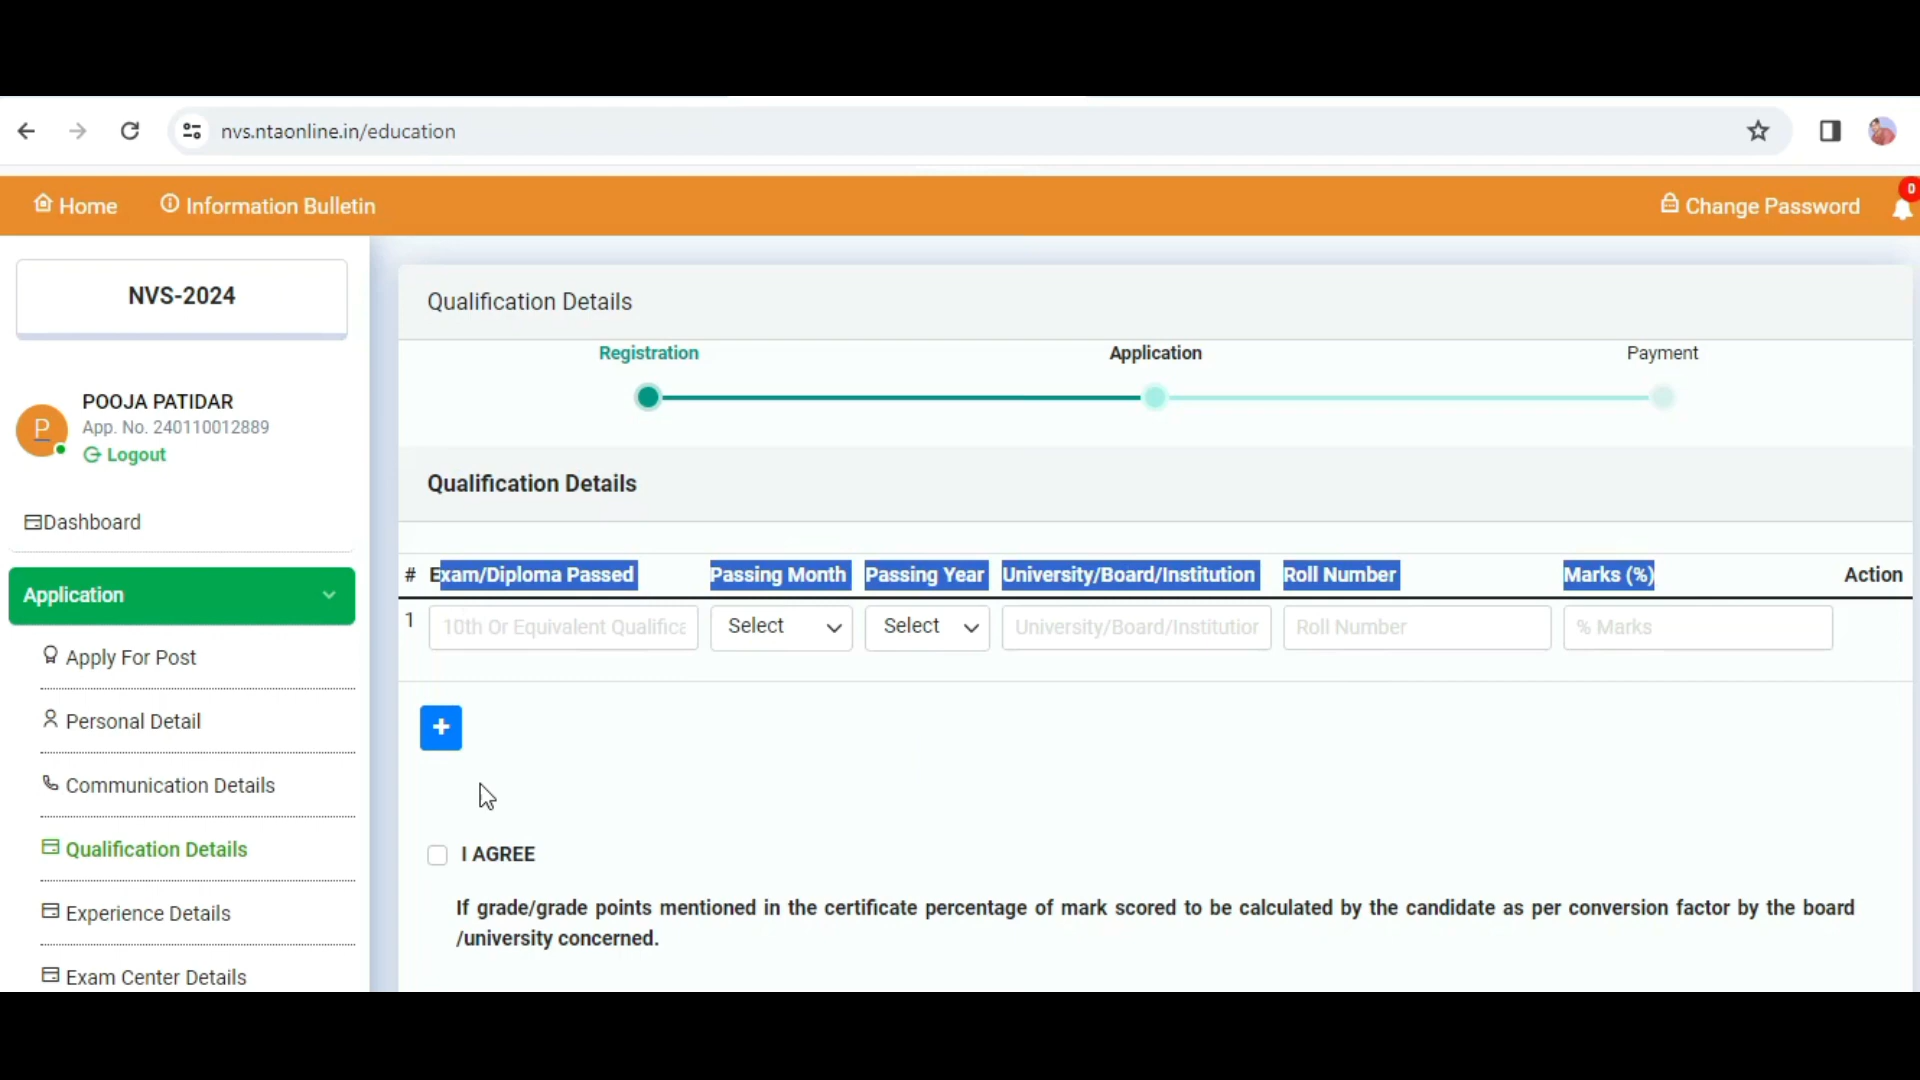 nvs.ntaonline.in/education
Home
Information Bulletin
Change Password
0
NVS-2024
P
POOJA PATIDAR
App. No. 240110012889
Logout
Dashboard
Application
Apply For Post
Personal Detail
Communication Details
Qualification Details
Experience Details
Exam Center Details
Qualification Details
Registration Application Payment
Qualification Details
# Exam/Diploma Passed Passing Month Passing Year University/Board/Institution Roll Number Marks (%) Action
1 10th Or Equivalent Qualifica Select Select University/Board/Institution Roll Number % Marks
+
I AGREE
If grade/grade points mentioned in the certificate percentage of mark scored to be calculated by the candidate as per conversion factor by the board
/university concerned.